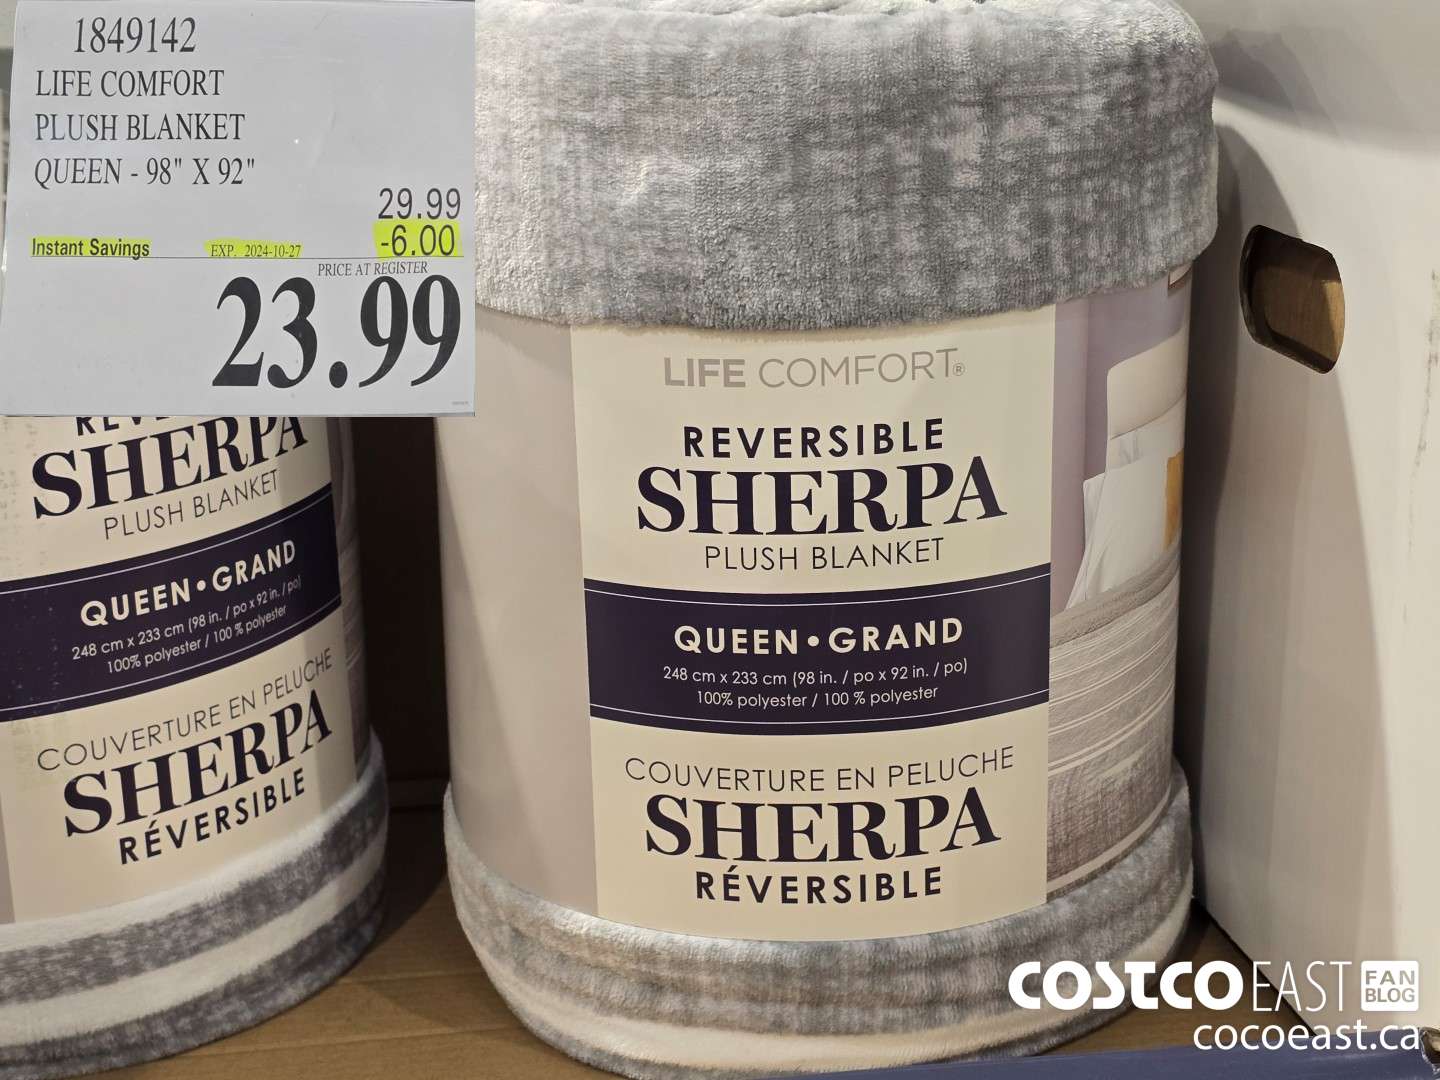 1849142
LIFE COMFORT
PLUSH BLANKET
QUEEN - 98" X 92"
29.99
Instant Savings EXP. 2024-10-27 -6.00
PRICE AT REGISTER
23.99
SHERPA
PLUSH BLANKET
QUEEN • GRAND
248 cm x 233 cm (98 in. / po x 92 in. / po)
100% polyester / 100 % polyester
COUVERTURE EN PELUCHE
SHERPA
RÉVERSIBLE
LIFE COMFORT®
REVERSIBLE
SHERPA
PLUSH BLANKET
QUEEN • GRAND
248 cm x 233 cm (98 in. / po x 92 in. / po)
100% polyester / 100 % polyester
COUVERTURE EN PELUCHE
SHERPA
RÉVERSIBLE
COSTCO EAST FAN BLOG
cocoeast.ca